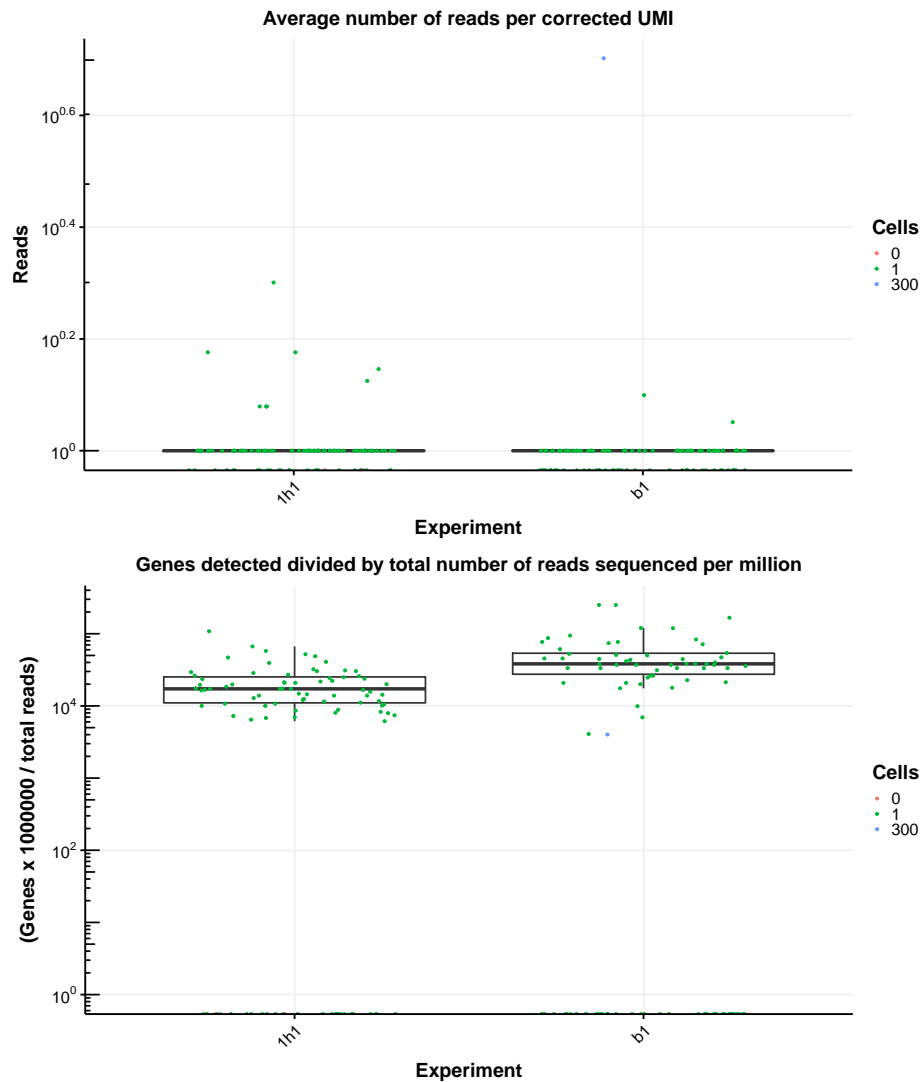 Average number of reads per corrected UMI
10^0.6
10^0.4
10^0.2
10^0
Reads
1h1
b1
Experiment
Cells
0
1
300
Genes detected divided by total number of reads sequenced per million
10^4
10^2
10^0
(Genes x 1000000 / total reads)
1h1
b1
Experiment
Cells
0
1
300